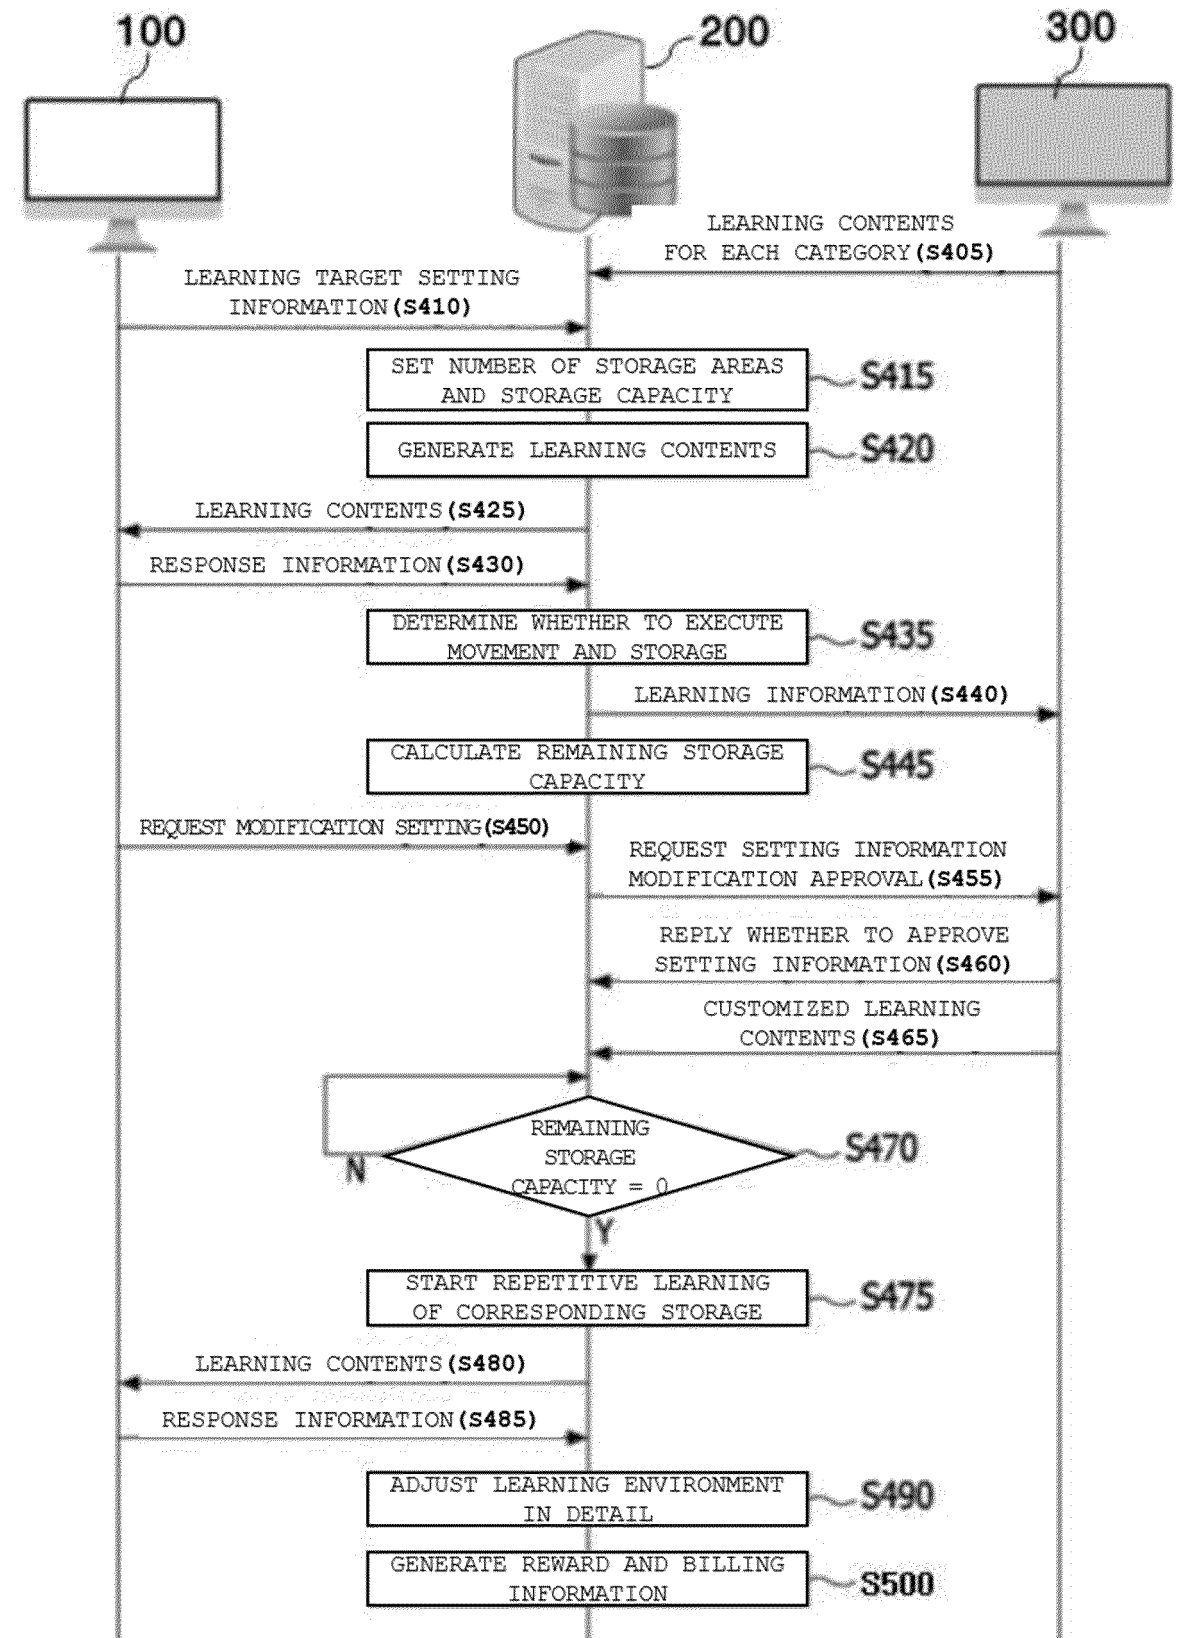 100
200
300
LEARNING CONTENTS
FOR EACH CATEGORY(S405)
LEARNING TARGET SETTING
INFORMATION(S410)
SET NUMBER OF STORAGE AREAS
AND STORAGE CAPACITY
S415
GENERATE LEARNING CONTENTS
S420
LEARNING CONTENTS(S425)
RESPONSE INFORMATION(S430)
DETERMINE WHETHER TO EXECUTE
MOVEMENT AND STORAGE
S435
LEARNING INFORMATION(S440)
CALCULATE REMAINING STORAGE
CAPACITY
S445
REQUEST MODIFICATION SETTING(S450)
REQUEST SETTING INFORMATION
MODIFICATION APPROVAL(S455)
REPLY WHETHER TO APPROVE
SETTING INFORMATION(S460)
CUSTOMIZED LEARNING
CONTENTS(S465)
REMAINING
STORAGE
CAPACITY = 0
S470
N
Y
START REPETITIVE LEARNING
OF CORRESPONDING STORAGE
S475
LEARNING CONTENTS(S480)
RESPONSE INFORMATION(S485)
ADJUST LEARNING ENVIRONMENT
IN DETAIL
S490
GENERATE REWARD AND BILLING
INFORMATION
S500